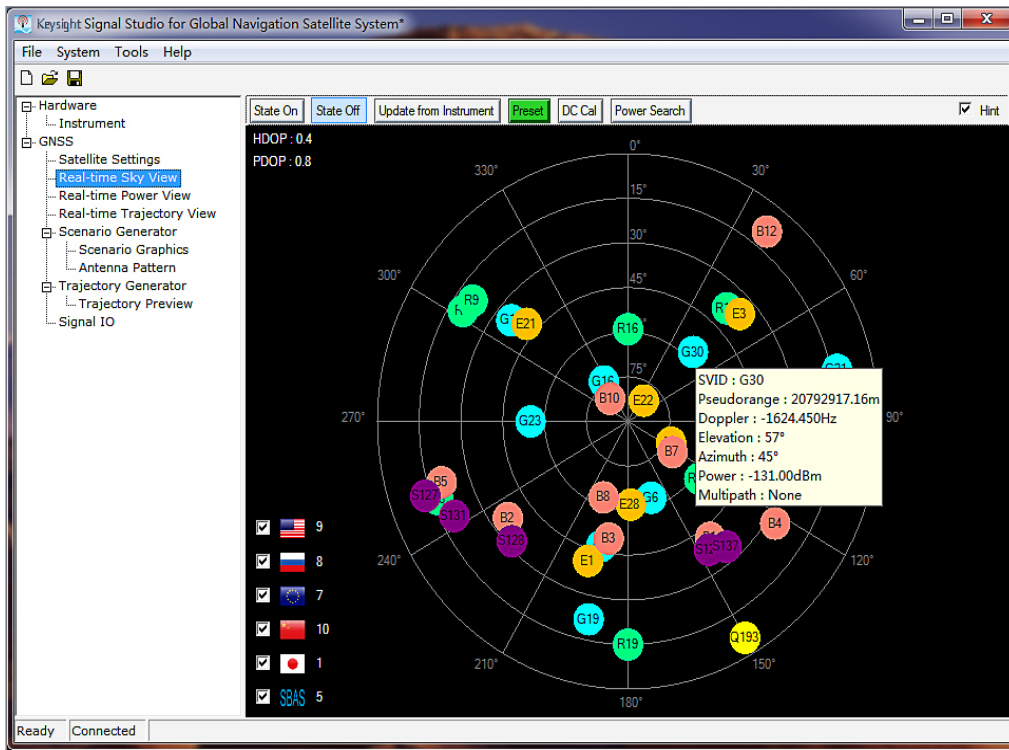 Keysight Signal Studio for Global Navigation Satellite System*
File System Tools Help
Hardware
Instrument
GNSS
Satellite Settings
Real-time Sky View
Real-time Power View
Real-time Trajectory View
Scenario Generator
Scenario Graphics
Antenna Pattern
Trajectory Generator
Trajectory Preview
Signal IO
State On State Off Update from Instrument Preset DC Cal Power Search Hint
HDOP : 0.4
PDOP : 0.8
0°
330° 30°
15°
B12
30°
300° 45° 60°
R9
E21 E3
R16
G30
75°
G16
B10 E22
270° G23 90°
B7
SVID : G30
Pseudorange : 20792917.16m
Doppler : -1624.450Hz
Elevation : 57°
Azimuth : 45°
Power : -131.00dBm
Multipath : None
B5
S127
S131
B8 E28 G6
B2 B4
S128 B3 S137
E1
240° 120°
G19
R19 Q193
210° 150°
180°
9
8
7
10
1
SBAS 5
Ready Connected